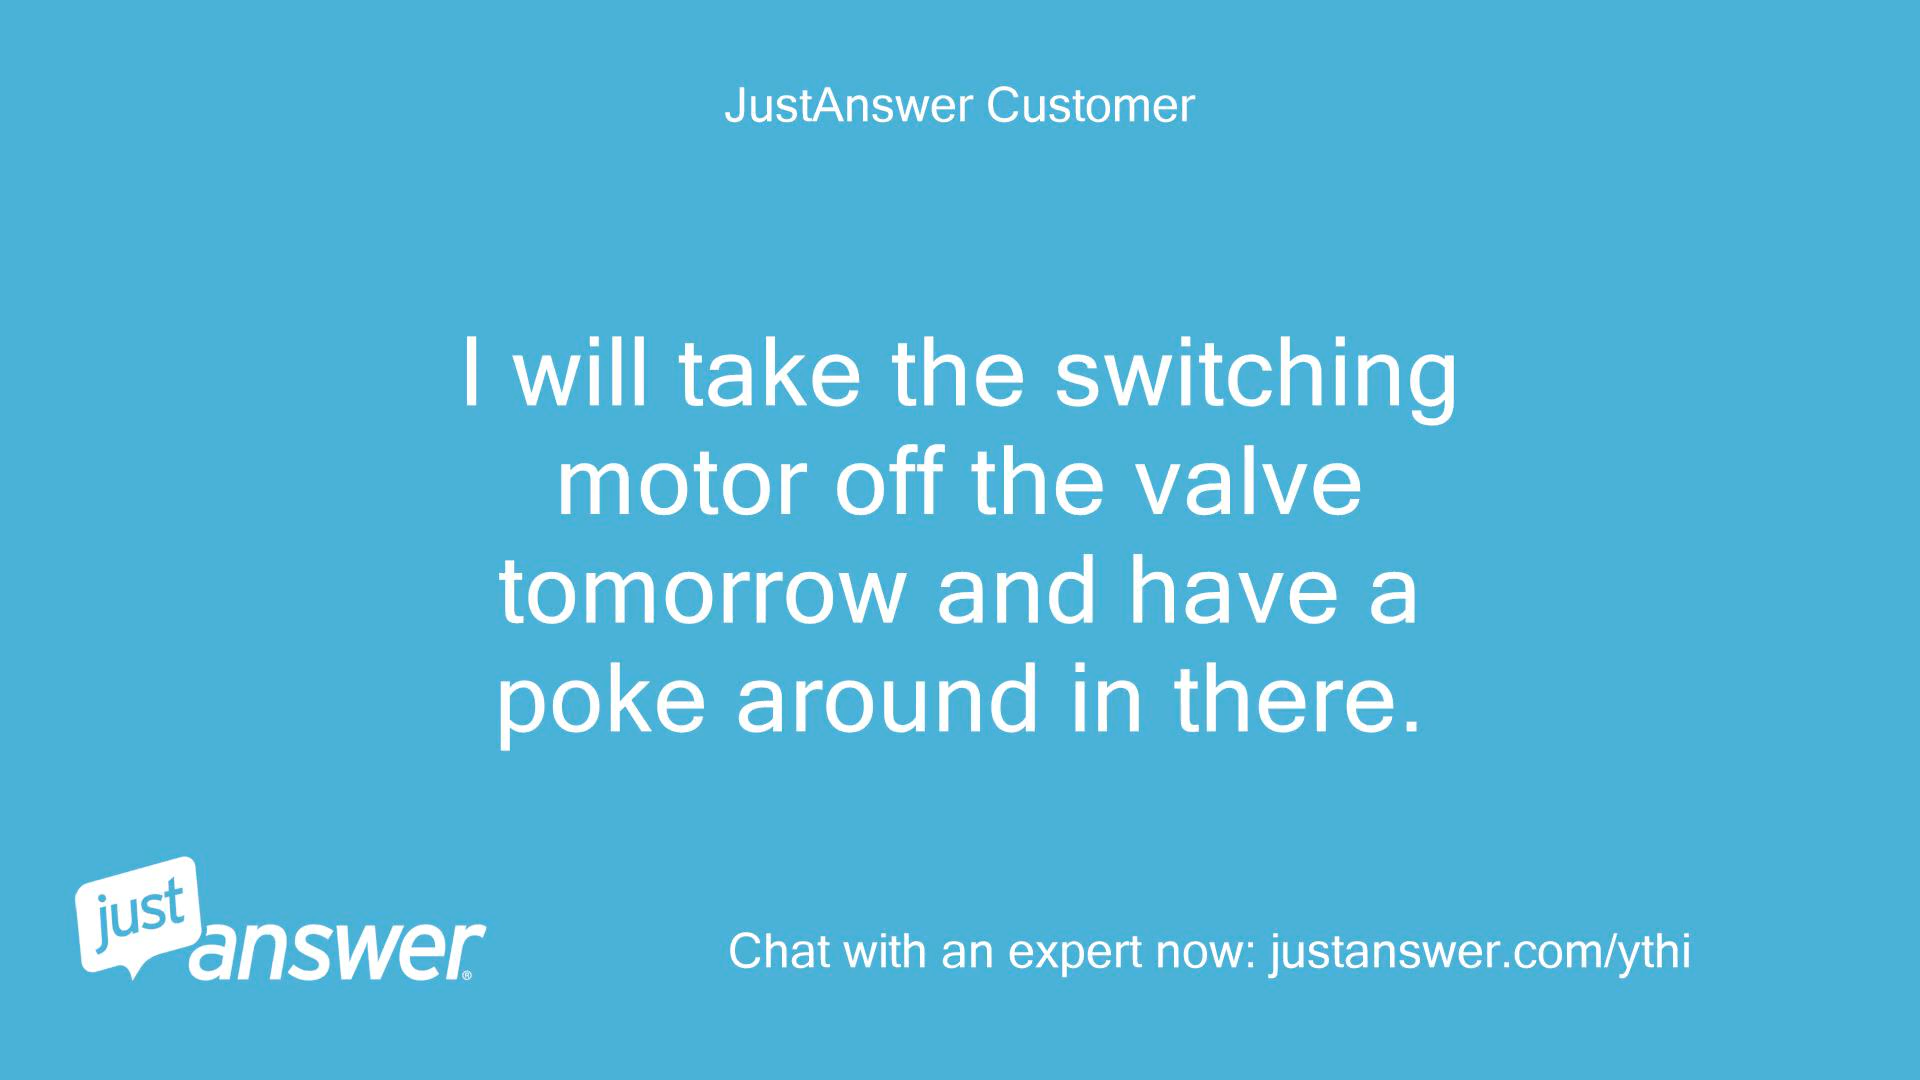 JustAnswer Customer
I will take the switching
motor off the valve
tomorrow and have a
poke around in there.
just
answer®
Chat with an expert now: justanswer.com/ythi